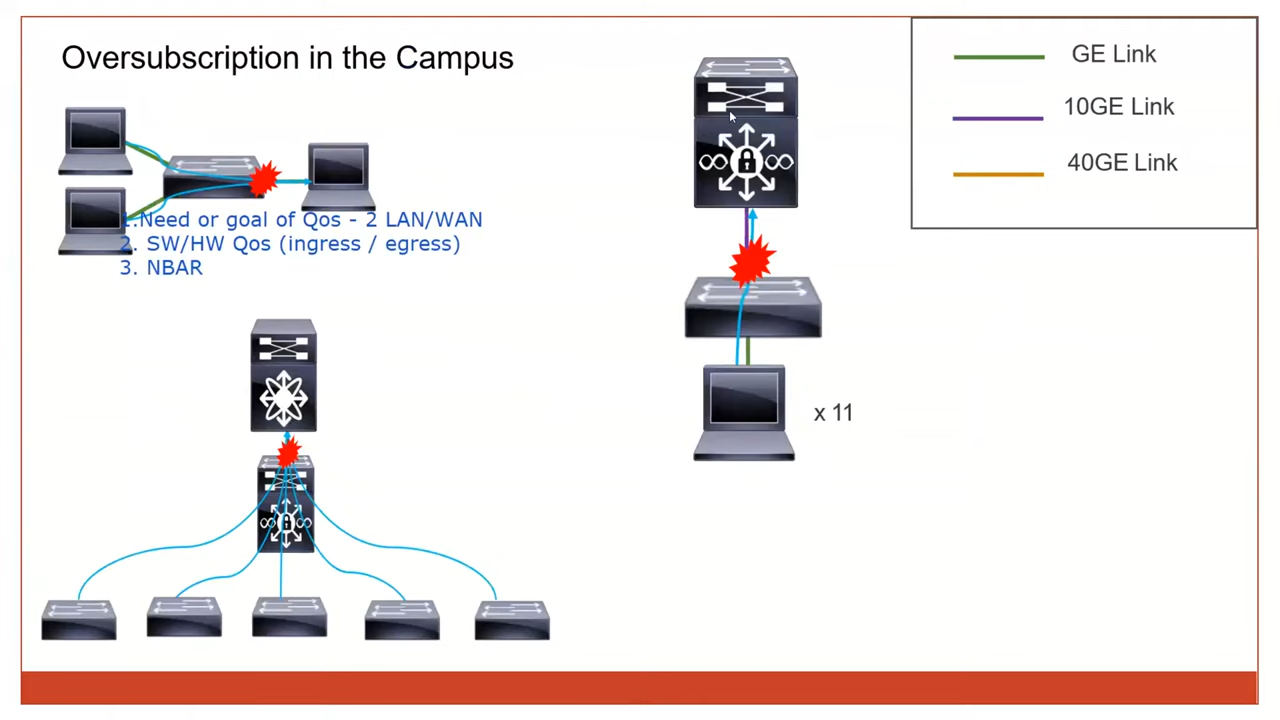 Oversubscription in the Campus
GE Link
10GE Link
40GE Link
1.Need or goal of Qos - 2 LAN/WAN
2. SW/HW Qos (ingress / egress)
3. NBAR
x 11